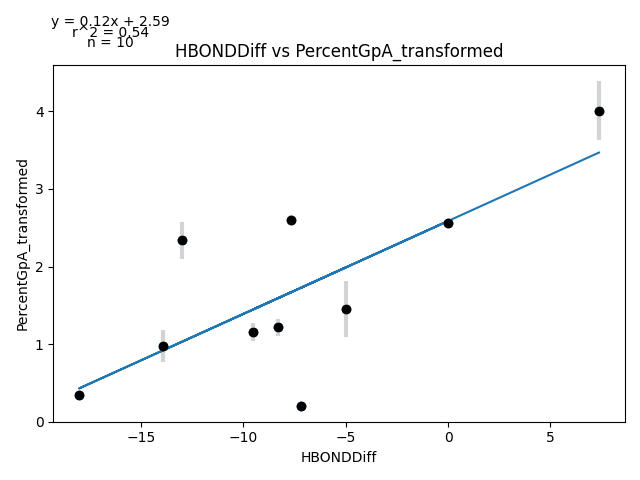 y = 0.12x + 2.59
r^2 = 0.54
n = 10
HBONDDiff vs PercentGpA_transformed
PercentGpA_transformed
4
3
2
1
0
−15
−10
−5
0
5
HBONDDiff